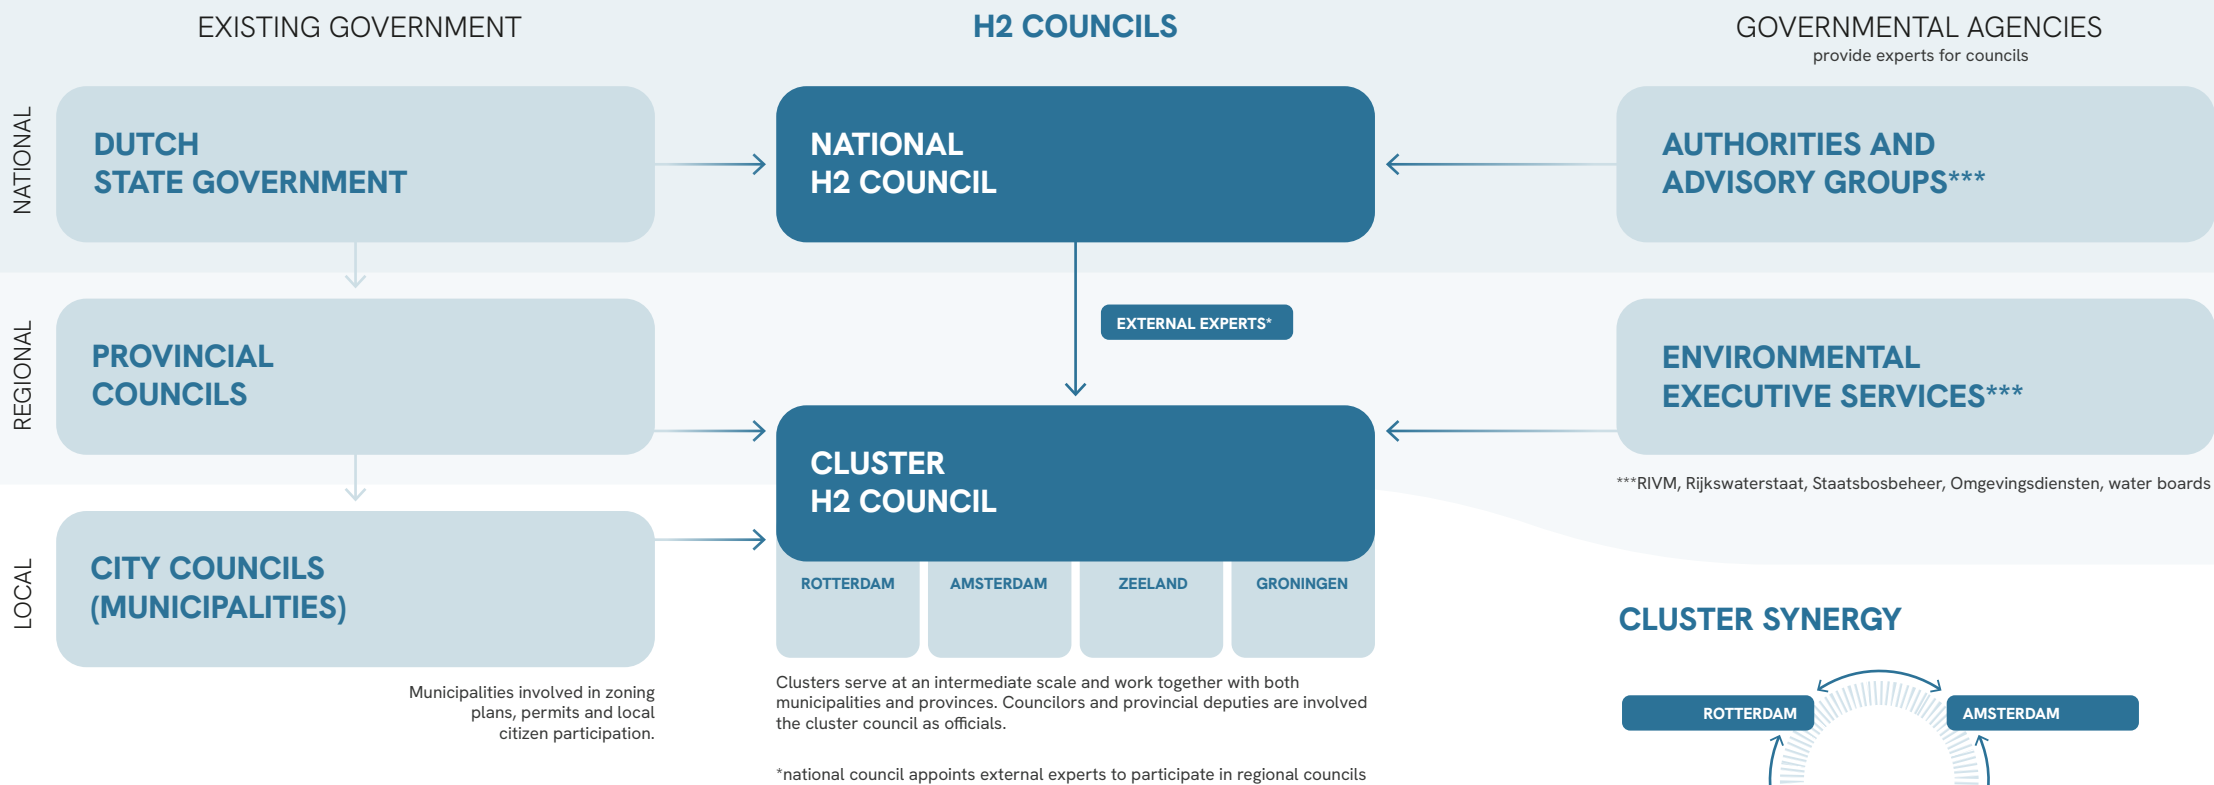 EXISTING GOVERNMENT
H2 COUNCILS
GOVERNMENTAL AGENCIES
provide experts for councils
NATIONAL
DUTCH
STATE GOVERNMENT
NATIONAL
H2 COUNCIL
AUTHORITIES AND
ADVISORY GROUPS***
REGIONAL
PROVINCIAL
COUNCILS
EXTERNAL EXPERTS*
ENVIRONMENTAL
EXECUTIVE SERVICES***
***RIVM, Rijkswaterstaat, Staatsbosbeheer, Omgevingsdiensten, water boards
CLUSTER
H2 COUNCIL
LOCAL
CITY COUNCILS
(MUNICIPALITIES)
ROTTERDAM
AMSTERDAM
ZEELAND
GRONINGEN
Municipalities involved in zoning
plans, permits and local
citizen participation.
Clusters serve at an intermediate scale and work together with both
municipalities and provinces. Councilors and provincial deputies are involved
the cluster council as officials.
*national council appoints external experts to participate in regional councils
CLUSTER SYNERGY
ROTTERDAM
AMSTERDAM